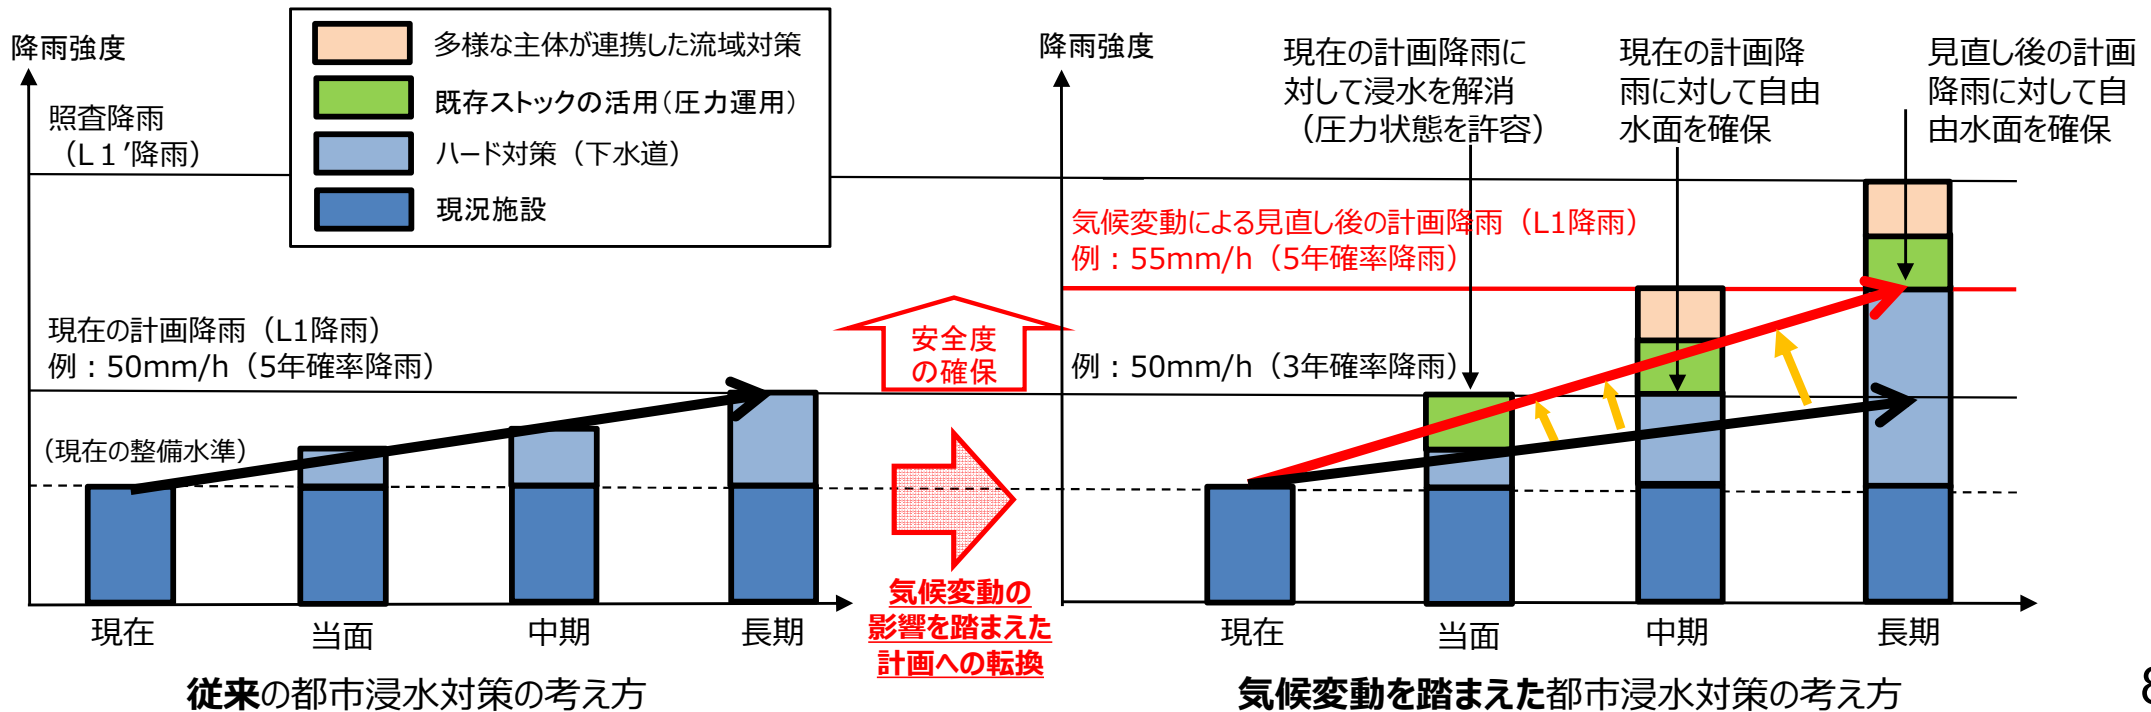 降雨強度
照査降雨
（L１’降雨）
多様な主体が連携した流域対策
既存ストックの活用（圧力運用）
ハード対策（下水道）
現況施設
現在の計画降雨（L1降雨）
例：50mm/h（5年確率降雨）
（現在の整備水準）
現在
当面
中期
長期
従来の都市浸水対策の考え方
安全度
の確保
気候変動の
影響を踏まえた
計画への転換
降雨強度
現在の計画降雨に
対して浸水を解消
（圧力状態を許容）
現在の計画降
雨に対して自由
水面を確保
見直し後の計画
降雨に対して自
由水面を確保
気候変動による見直し後の計画降雨（L1降雨）
例：55mm/h（5年確率降雨）
例：50mm/h（3年確率降雨）
現在
当面
中期
長期
気候変動を踏まえた都市浸水対策の考え方